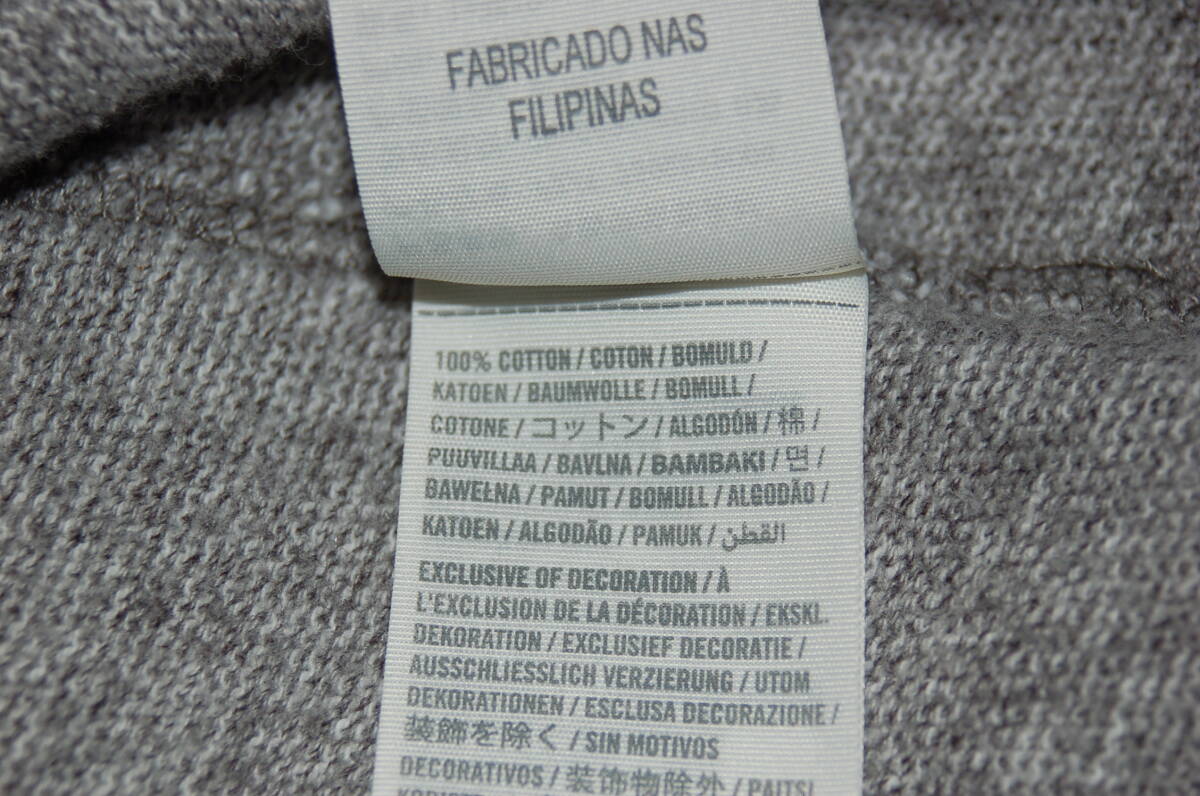 FABRICADO NAS
FILIPINAS
100% COTTON / COTON / BOMULD /
KATOEN / BAUMWOLLE / BOMULL /
COTONE / コットン / ALGODÓN / 棉 /
PUUVILLAA / BAVLNA / ΒΑΜΒΑΚΙ / 면 /
BAWEŁNA / PAMUT / BOMULL / ALGODÃO /
KATOEN / ALGODÃO / PAMUK / القطن
EXCLUSIVE OF DECORATION / À
L'EXCLUSION DE LA DÉCORATION / EKSKL.
DEKORATION / EXCLUSIEF DECORATIE /
AUSSCHLIESSLICH VERZIERUNG / UTOM
DEKORATIONEN / ESCLUSA DECORAZIONE /
装飾を除く / SIN MOTIVOS
DECORATIVOS / 装饰物除外 / PAITSI